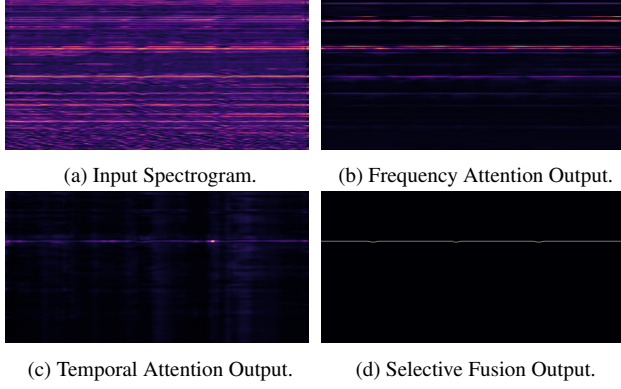 (a) Input Spectrogram.
(b) Frequency Attention Output.
(c) Temporal Attention Output.
(d) Selective Fusion Output.